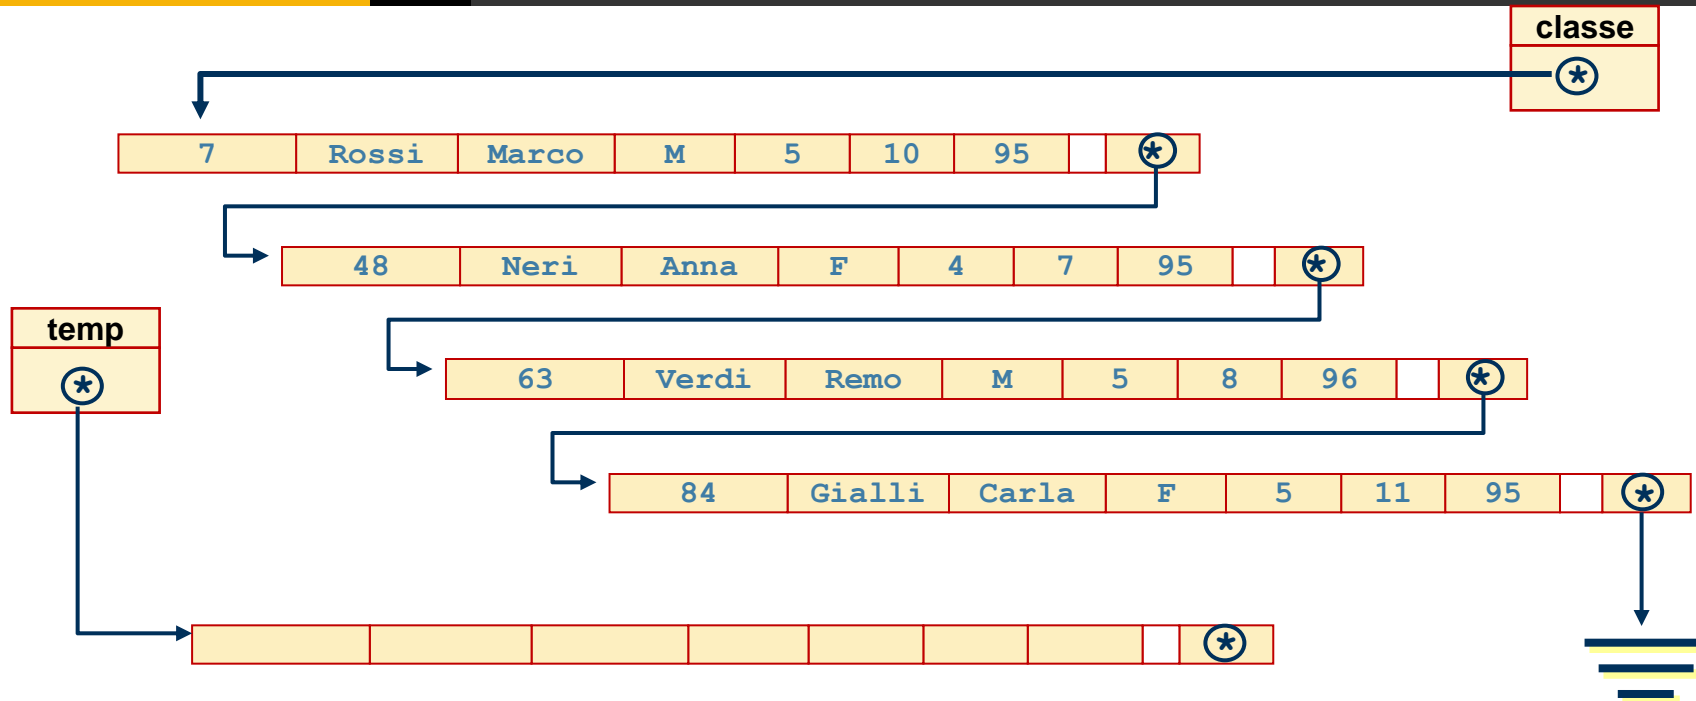 classe
*
7 Rossi Marco M 5 10 95 *
48 Neri Anna F 4 7 95 *
temp
*
63 Verdi Remo M 5 8 96 *
84 Gialli Carla F 5 11 95 *
*